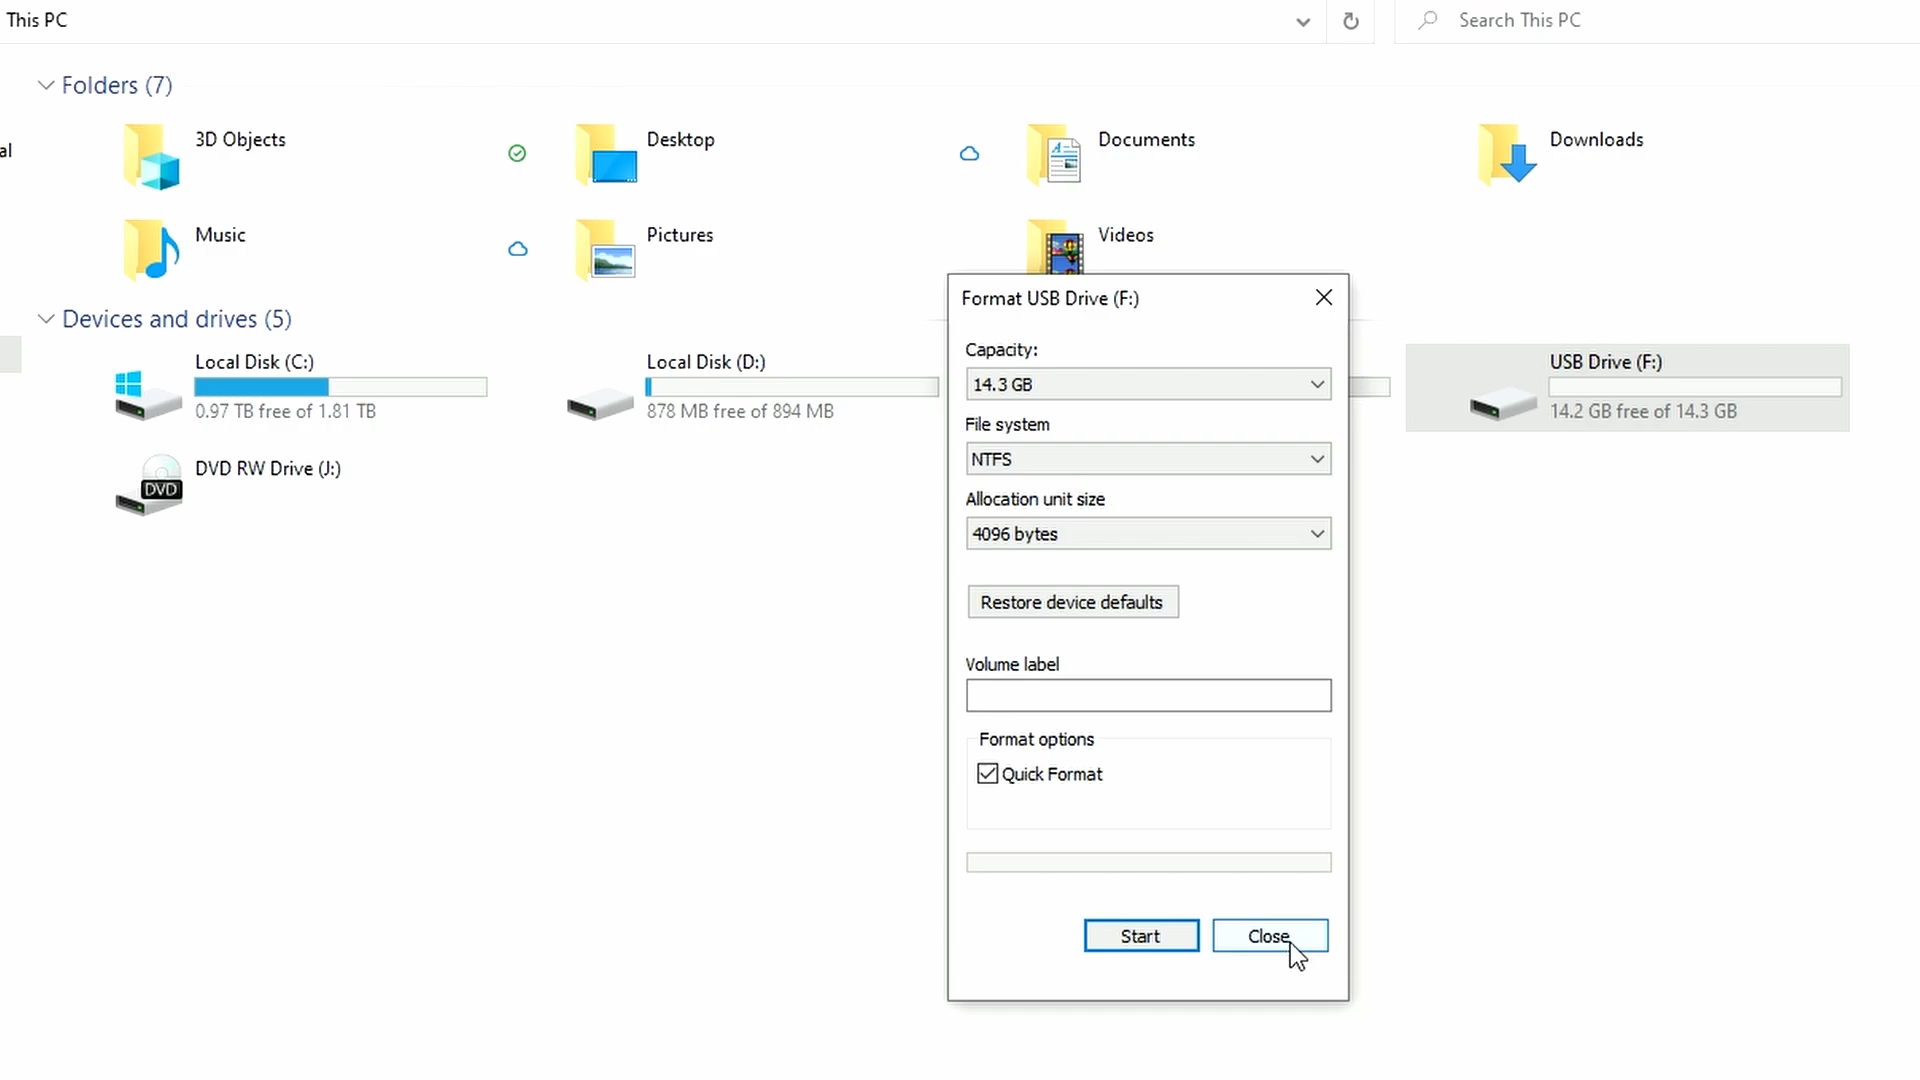 This PC
Search This PC
Folders (7)
al
3D Objects
Desktop
Documents
Downloads
Music
Pictures
Videos
Devices and drives (5)
Local Disk (C:)
0.97 TB free of 1.81 TB
Local Disk (D:)
878 MB free of 894 MB
USB Drive (F:)
14.2 GB free of 14.3 GB
DVD RW Drive (J:)
DVD
Format USB Drive (F:)
Capacity:
14.3 GB
File system
NTFS
Allocation unit size
4096 bytes
Restore device defaults
Volume label
Format options
Quick Format
Start
Close